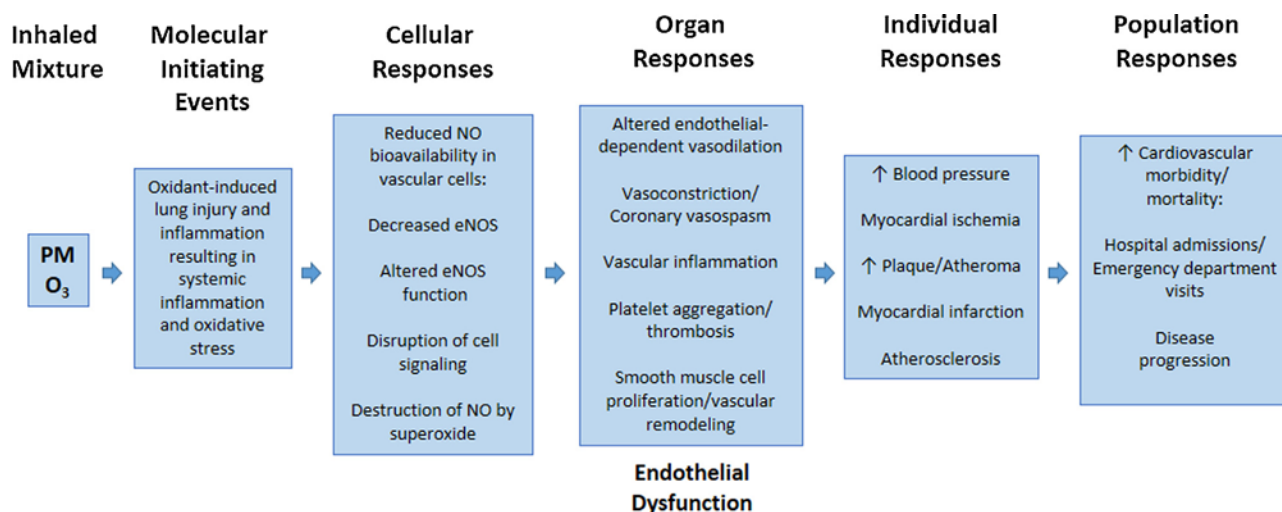 Inhaled
Mixture
Molecular
Initiating
Events
Cellular
Responses
Organ
Responses
Individual
Responses
Population
Responses
PM
O₃
Oxidant-induced
lung injury and
inflammation
resulting in
systemic
inflammation
and oxidative
stress
Reduced NO
bioavailability in
vascular cells:
Decreased eNOS
Altered eNOS
function
Disruption of cell
signaling
Destruction of NO by
superoxide
Altered endothelial-
dependent vasodilation
Vasoconstriction/
Coronary vasospasm
Vascular inflammation
Platelet aggregation/
thrombosis
Smooth muscle cell
proliferation/vascular
remodeling
Endothelial
Dysfunction
↑ Blood pressure
Myocardial ischemia
↑ Plaque/Atheroma
Myocardial infarction
Atherosclerosis
↑ Cardiovascular
morbidity/
mortality:
Hospital admissions/
Emergency department
visits
Disease
progression